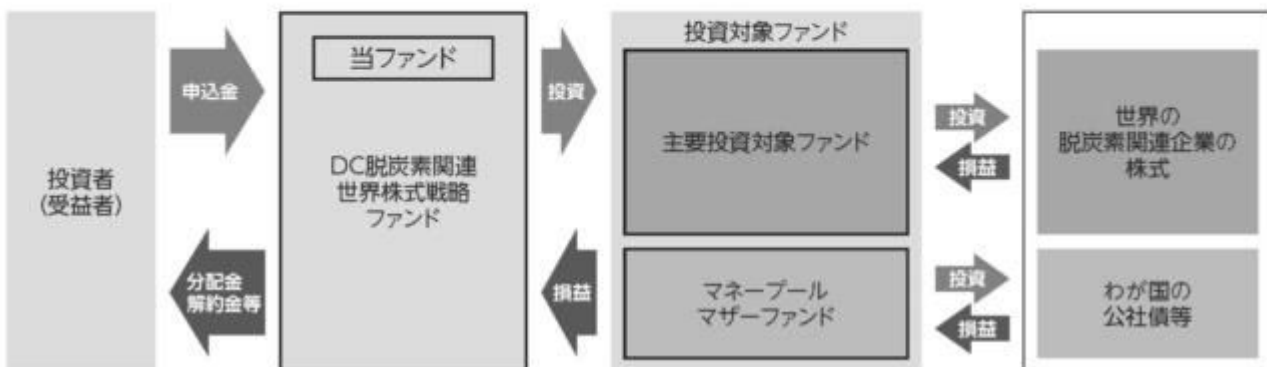 投資者
(受益者)
申込金
分配金
解約金等
当ファンド
DC脱炭素関連
世界株式戦略
ファンド
投資
損益
投資対象ファンド
主要投資対象ファンド
マネープール
マザーファンド
投資
損益
投資
損益
世界の
脱炭素関連企業の
株式
わが国の
公社債等